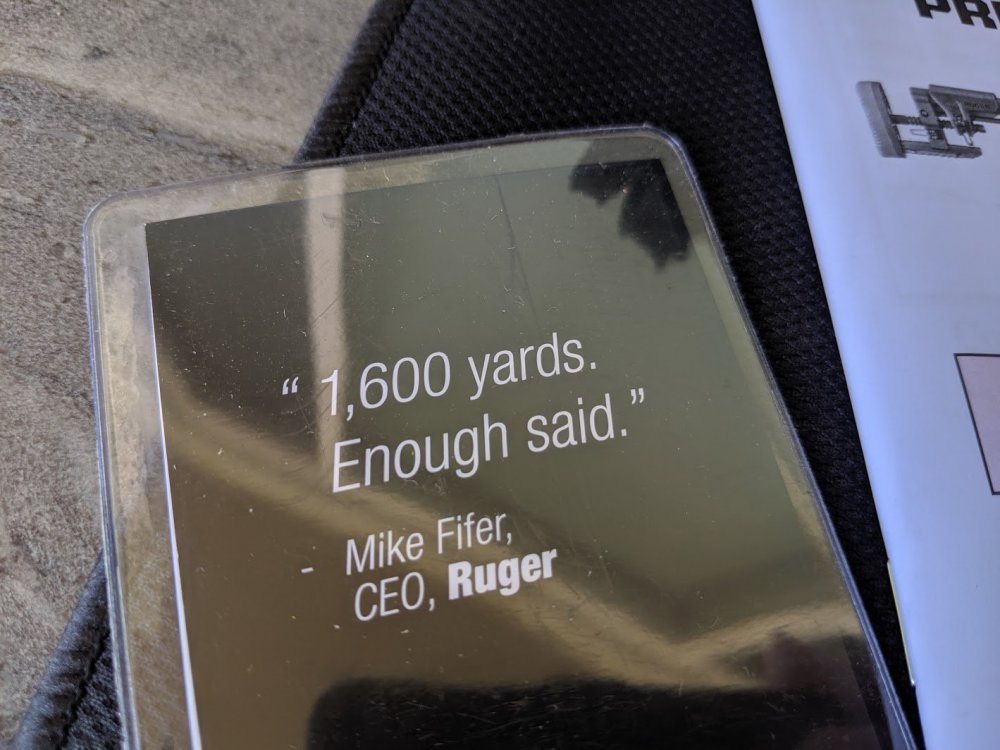 “ 1,600 yards.
Enough said.”
- Mike Fifer,
CEO, Ruger